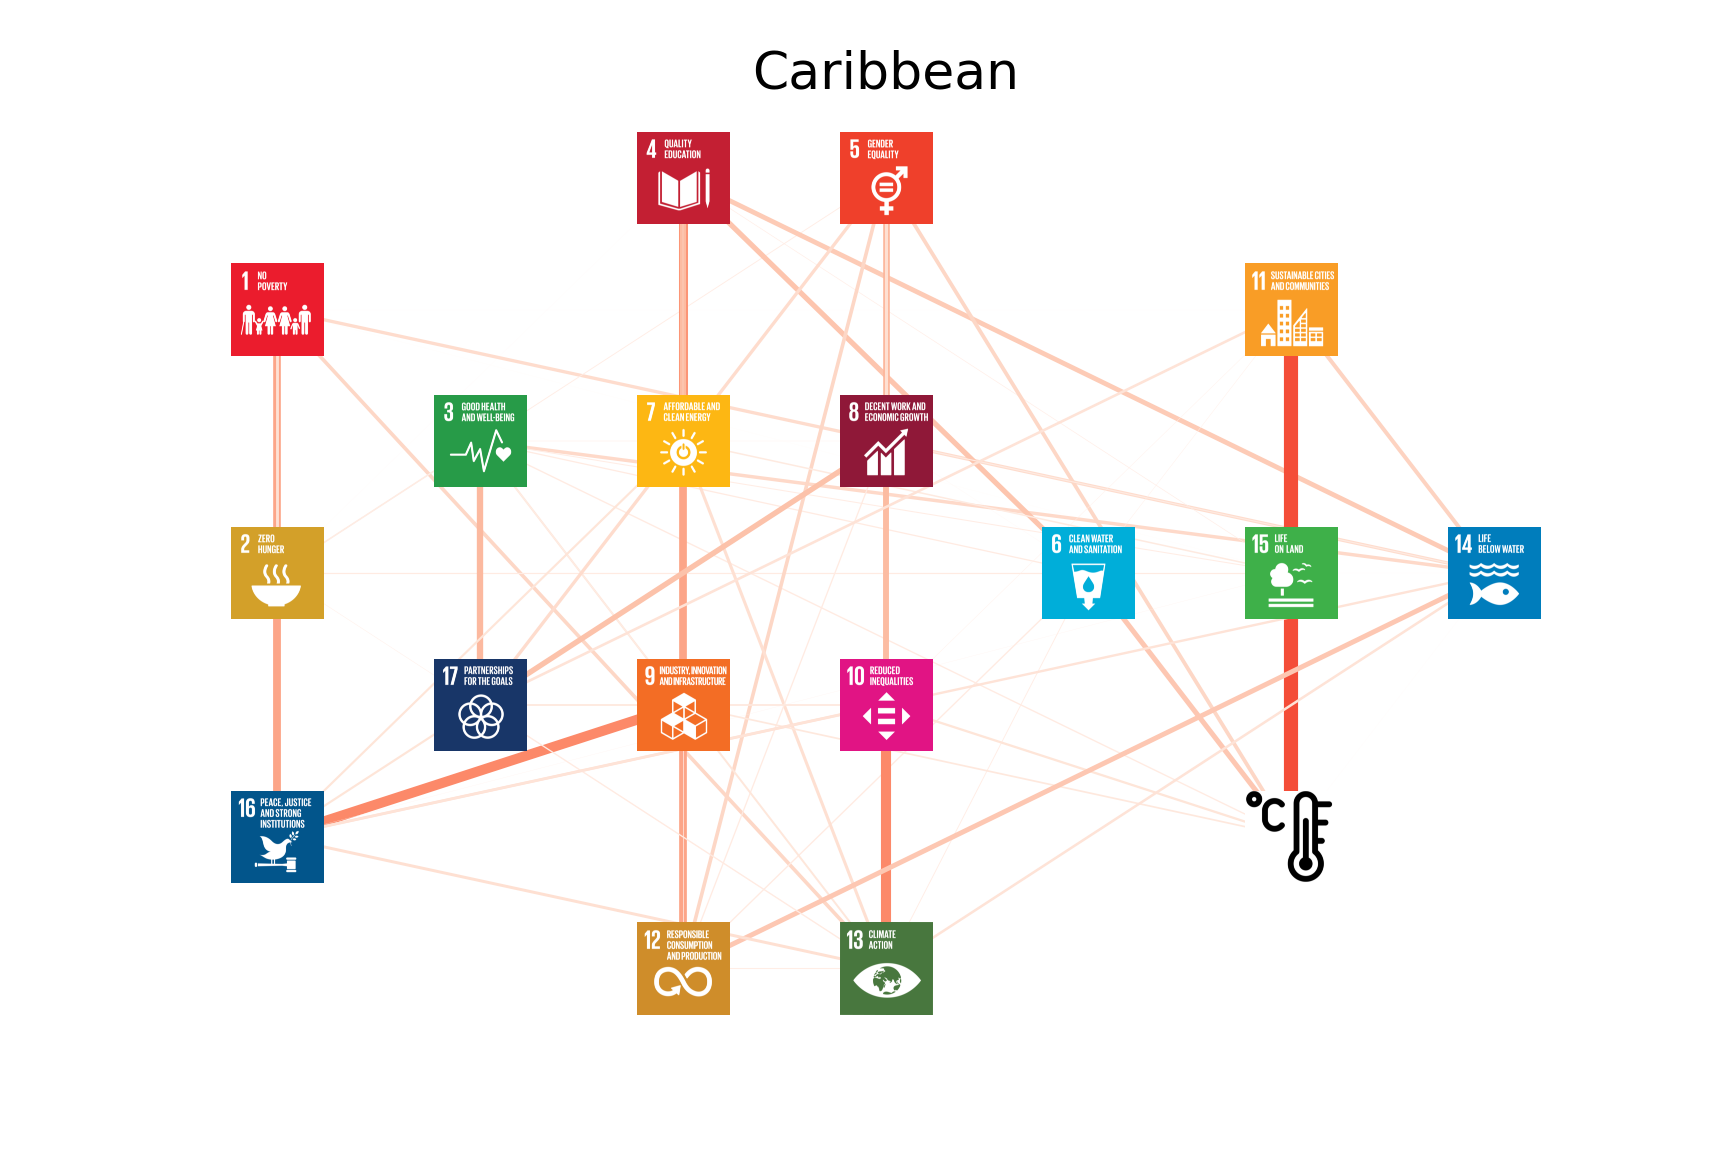 Caribbean
4 QUALITY
EDUCATION
5 GENDER
EQUALITY
1 NO
POVERTY
11 SUSTAINABLE CITIES
AND COMMUNITIES
3 GOOD HEALTH
AND WELL-BEING
7 AFFORDABLE AND
CLEAN ENERGY
8 DECENT WORK AND
ECONOMIC GROWTH
2 ZERO
HUNGER
6 CLEAN WATER
AND SANITATION
15 LIFE
ON LAND
14 LIFE
BELOW WATER
17 PARTNERSHIPS
FOR THE GOALS
9 INDUSTRY, INNOVATION
AND INFRASTRUCTURE
10 REDUCED
INEQUALITIES
16 PEACE, JUSTICE
AND STRONG
INSTITUTIONS
°C
12 RESPONSIBLE
CONSUMPTION
AND PRODUCTION
13 CLIMATE
ACTION